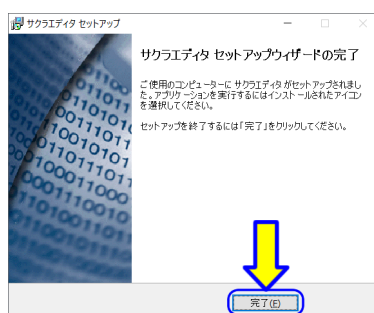 サクラエディタ セットアップ
サクラエディタ セットアップウィザードの完了
ご使用のコンピューターに サクラエディタ がセットアップされまし
た。アプリケーションを実行するにはインストールされたアイコン
を選択してください。
セットアップを終了するには「完了」をクリックしてください。
完了(E)